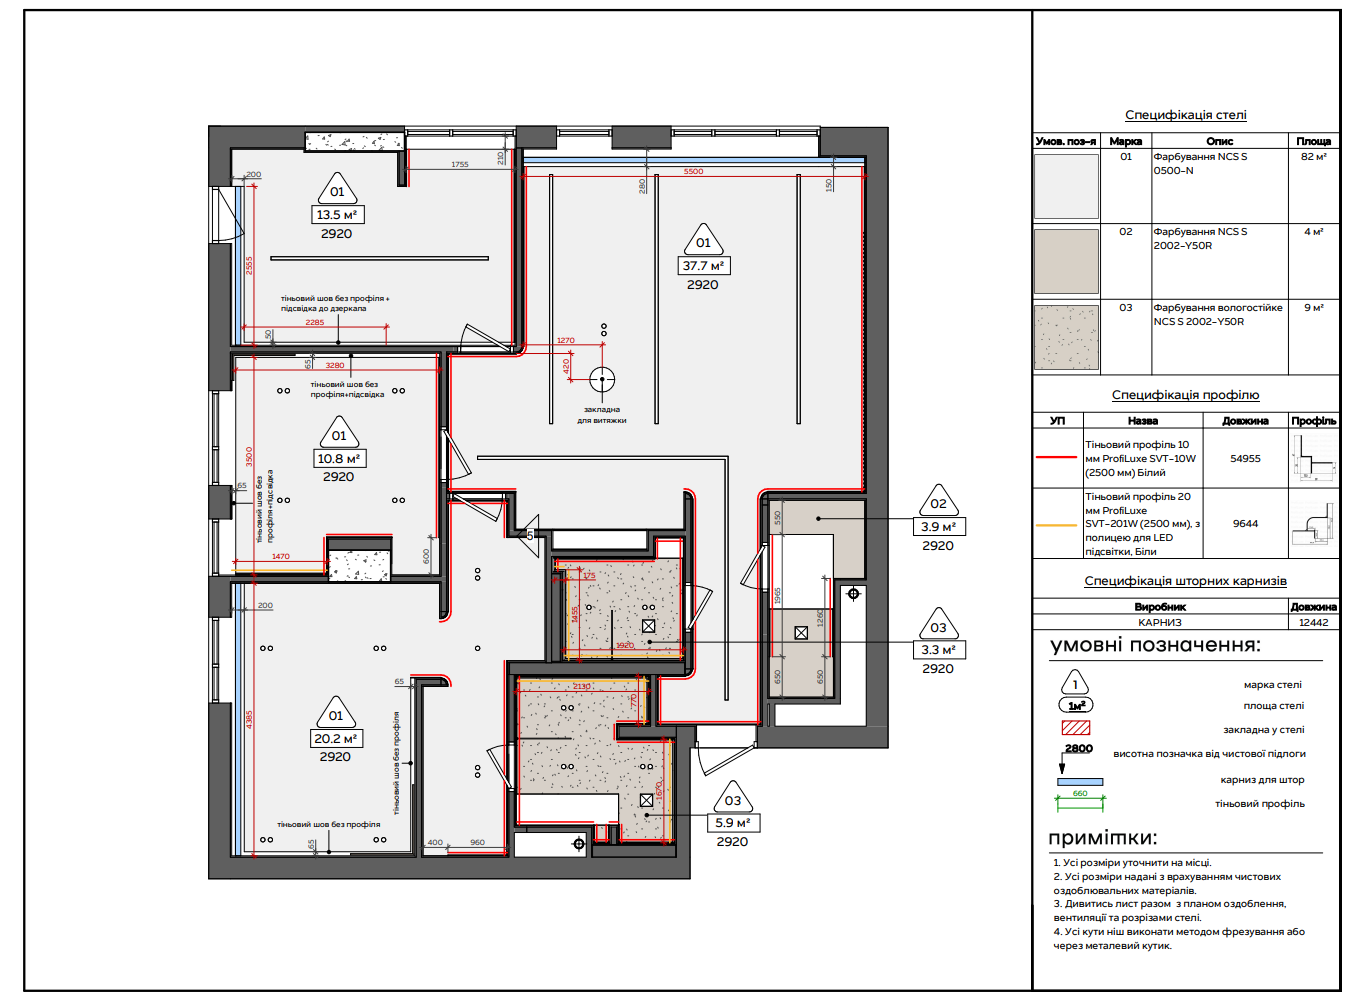 200
01
13.5 м²
2920
2555
тіньовий шов без профіля +
підсвідка до дзеркала
2285
50
1755
210
5500
280
150
01
37.7 м²
2920
1270
420
закладна
для витяжки
65
3280
тіньовий шов без
профіля+підсвідка
01
10.8 м²
2920
3500
65
тіньовий шов без
профіля+підсвідка
1470
600
5
200
01
20.2 м²
2920
4385
65
тіньовий шов без профіля
тіньовий шов без профіля
65
400
960
175
1455
1920
2130
770
1670
550
1965
1260
650
650
02
3.9 м²
2920
03
3.3 м²
2920
03
5.9 м²
2920
Специфікація стелі
Умов. поз-я Марка Опис Площа
01 Фарбування NCS S 82 м²
0500-N
02 Фарбування NCS S 4 м²
2002-Y50R
03 Фарбування вологостійке 9 м²
NCS S 2002-Y50R
Специфікація профілю
УП Назва Довжина Профіль
Тіньовий профіль 10
мм ProfiLuxe SVT-10W 54955
(2500 мм) Білий
Тіньовий профіль 20
мм ProfiLuxe
SVT-201W (2500 мм), з 9644
полицею для LED
підсвітки, Біли
Специфікація шторних карнизів
Виробник Довжина
КАРНИЗ 12442
умовні позначення:
1 марка стелі
1м² площа стелі
закладна у стелі
2800 висотна позначка від чистової підлоги
карниз для штор
660 тіньовий профіль
примітки:
1. Усі розміри уточнити на місці.
2. Усі розміри надані з врахуванням чистових
оздоблювальних матеріалів.
3. Дивитись лист разом з планом оздоблення,
вентиляції та розрізами стелі.
4. Усі кути ніш виконати методом фрезування або
через металевий кутик.